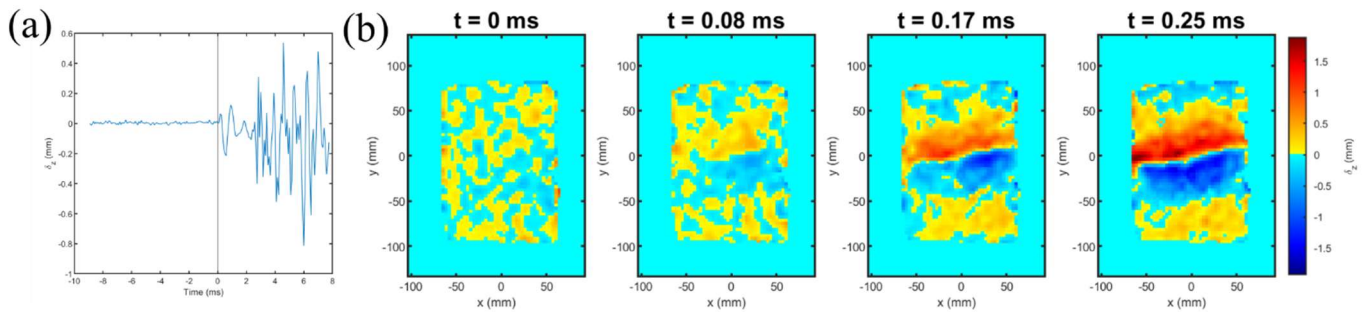 (a)
0.6
0.4
0.2
0
-0.2
-0.4
-0.6
-0.8
-1
δz (mm)
-10 -8 -6 -4 -2 0 2 4 6 8
Time (ms)
(b)
t = 0 ms
100
50
0
-50
-100
y (mm)
-100 -50 0 50
x (mm)
t = 0.08 ms
100
50
0
-50
-100
y (mm)
-100 -50 0 50
x (mm)
t = 0.17 ms
100
50
0
-50
-100
y (mm)
-100 -50 0 50
x (mm)
t = 0.25 ms
100
50
0
-50
-100
y (mm)
-100 -50 0 50
x (mm)
1.5
1
0.5
0
-0.5
-1
-1.5
δz (mm)